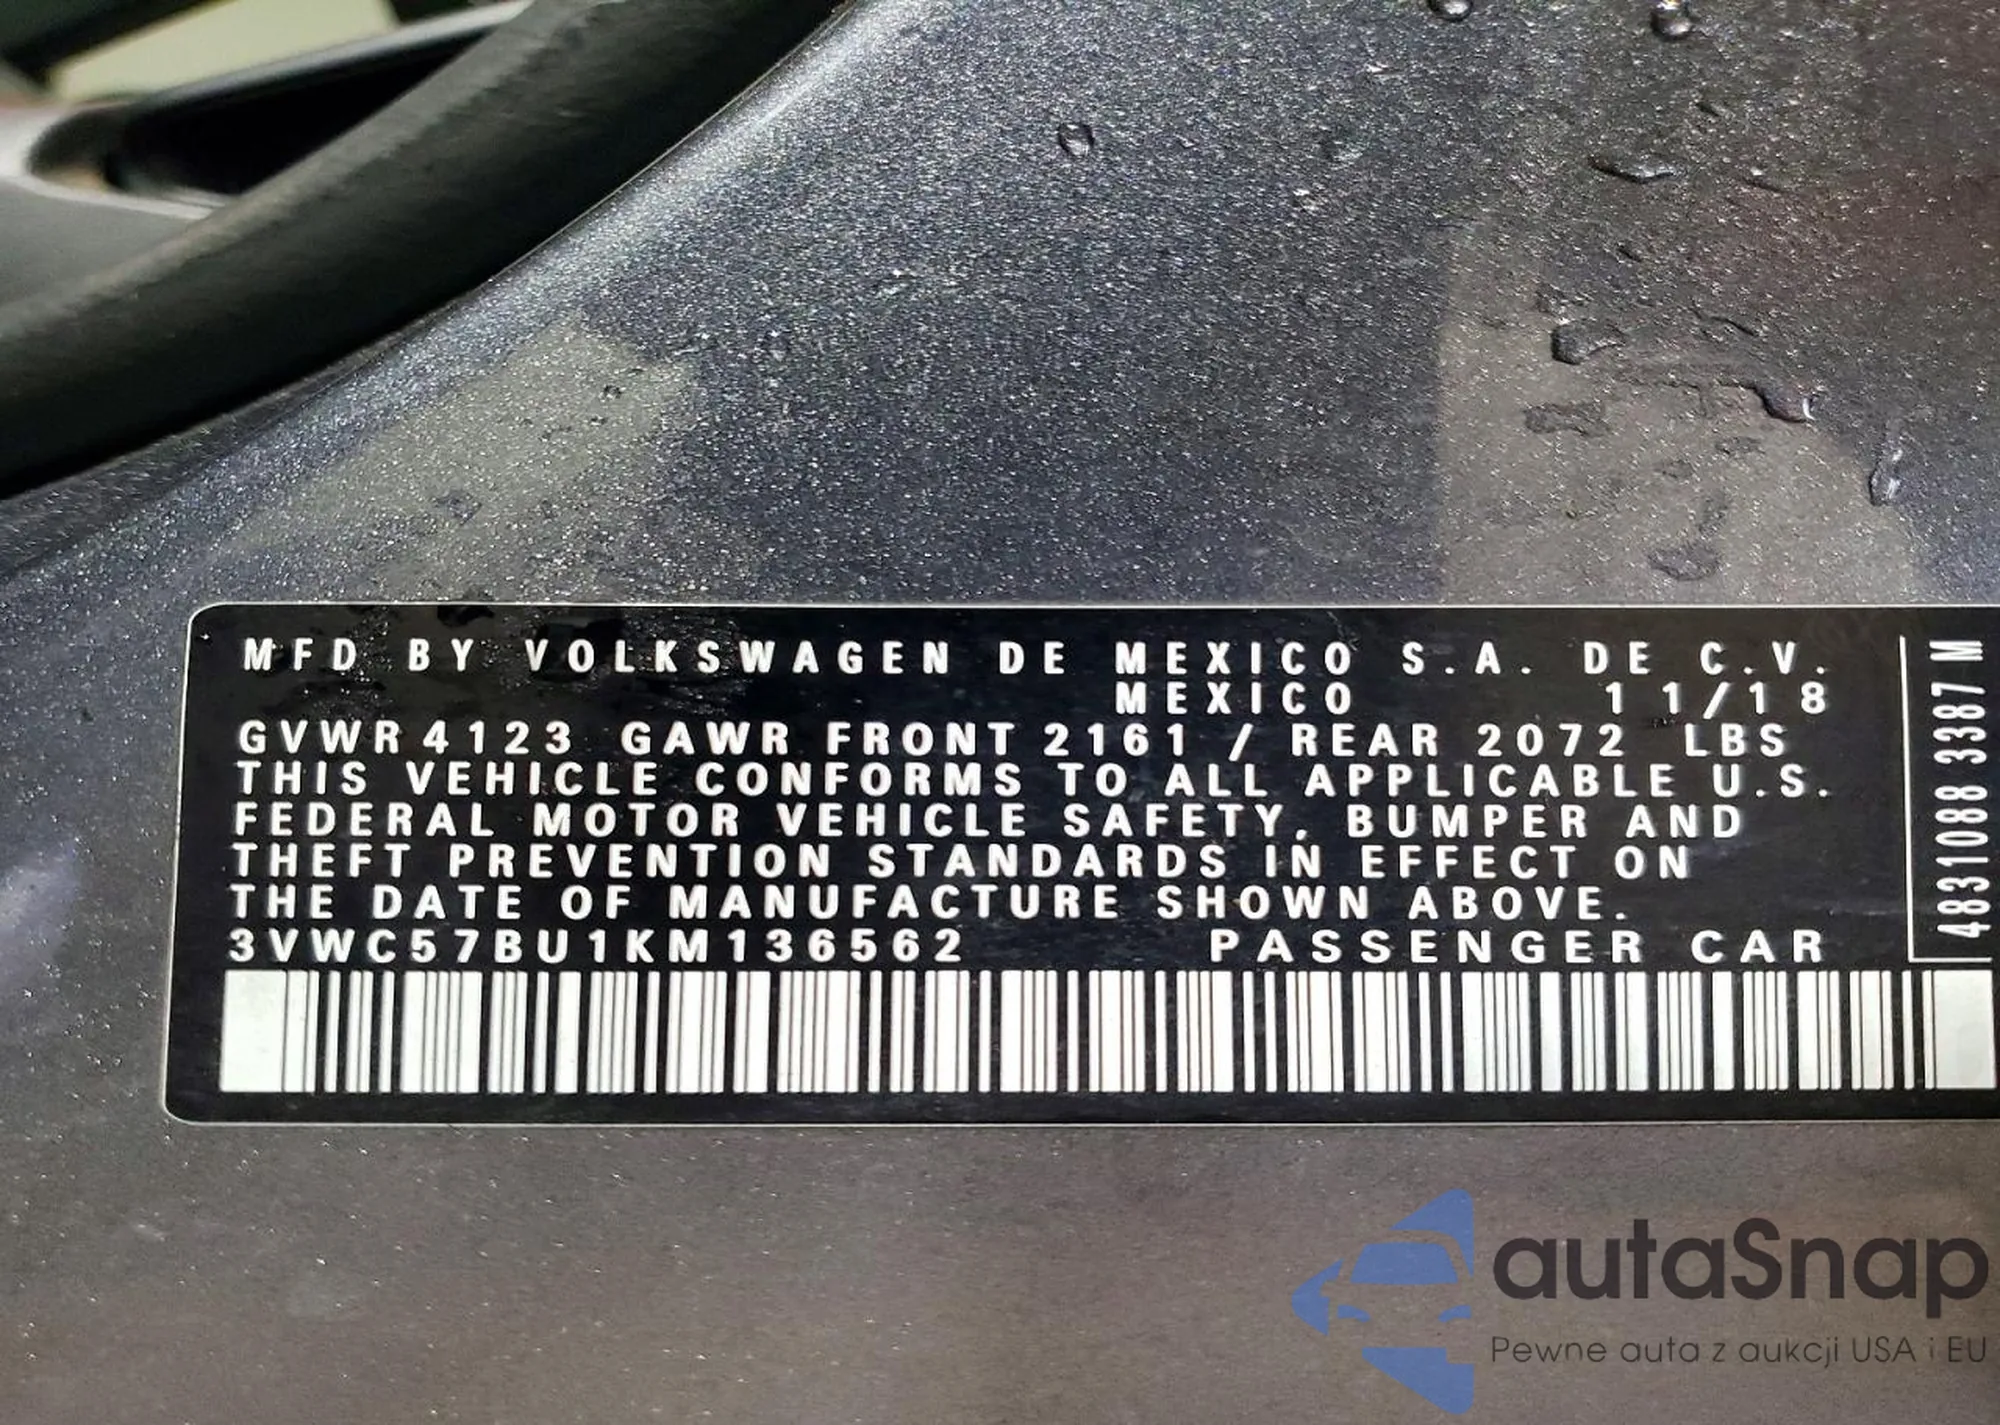 MFD BY VOLKSWAGEN DE MEXICO S.A. DE C.V.
MEXICO 11/18
GVWR 4123 GAWR FRONT 2161 / REAR 2072 LBS
THIS VEHICLE CONFORMS TO ALL APPLICABLE U.S.
FEDERAL MOTOR VEHICLE SAFETY, BUMPER AND
THEFT PREVENTION STANDARDS IN EFFECT ON
THE DATE OF MANUFACTURE SHOWN ABOVE.
3VWC57BU1KM136562 PASSENGER CAR
4831088 3387 M
autaSnap
Pewne auta z aukcji USA i EU